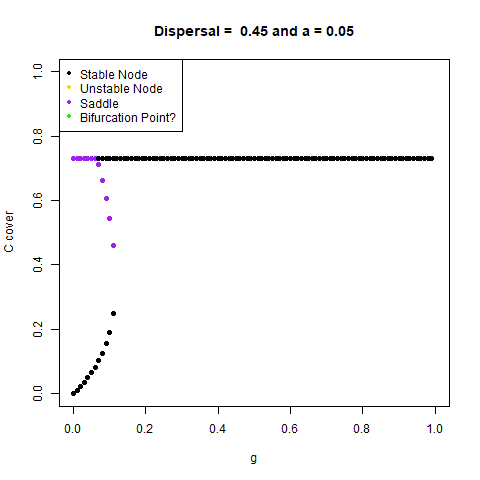 Dispersal =  0.45 and a = 0.05
Stable Node
Unstable Node
Saddle
Bifurcation Point?
C cover
1.0
0.8
0.6
0.4
0.2
0.0
0.0 0.2 0.4 0.6 0.8 1.0
g